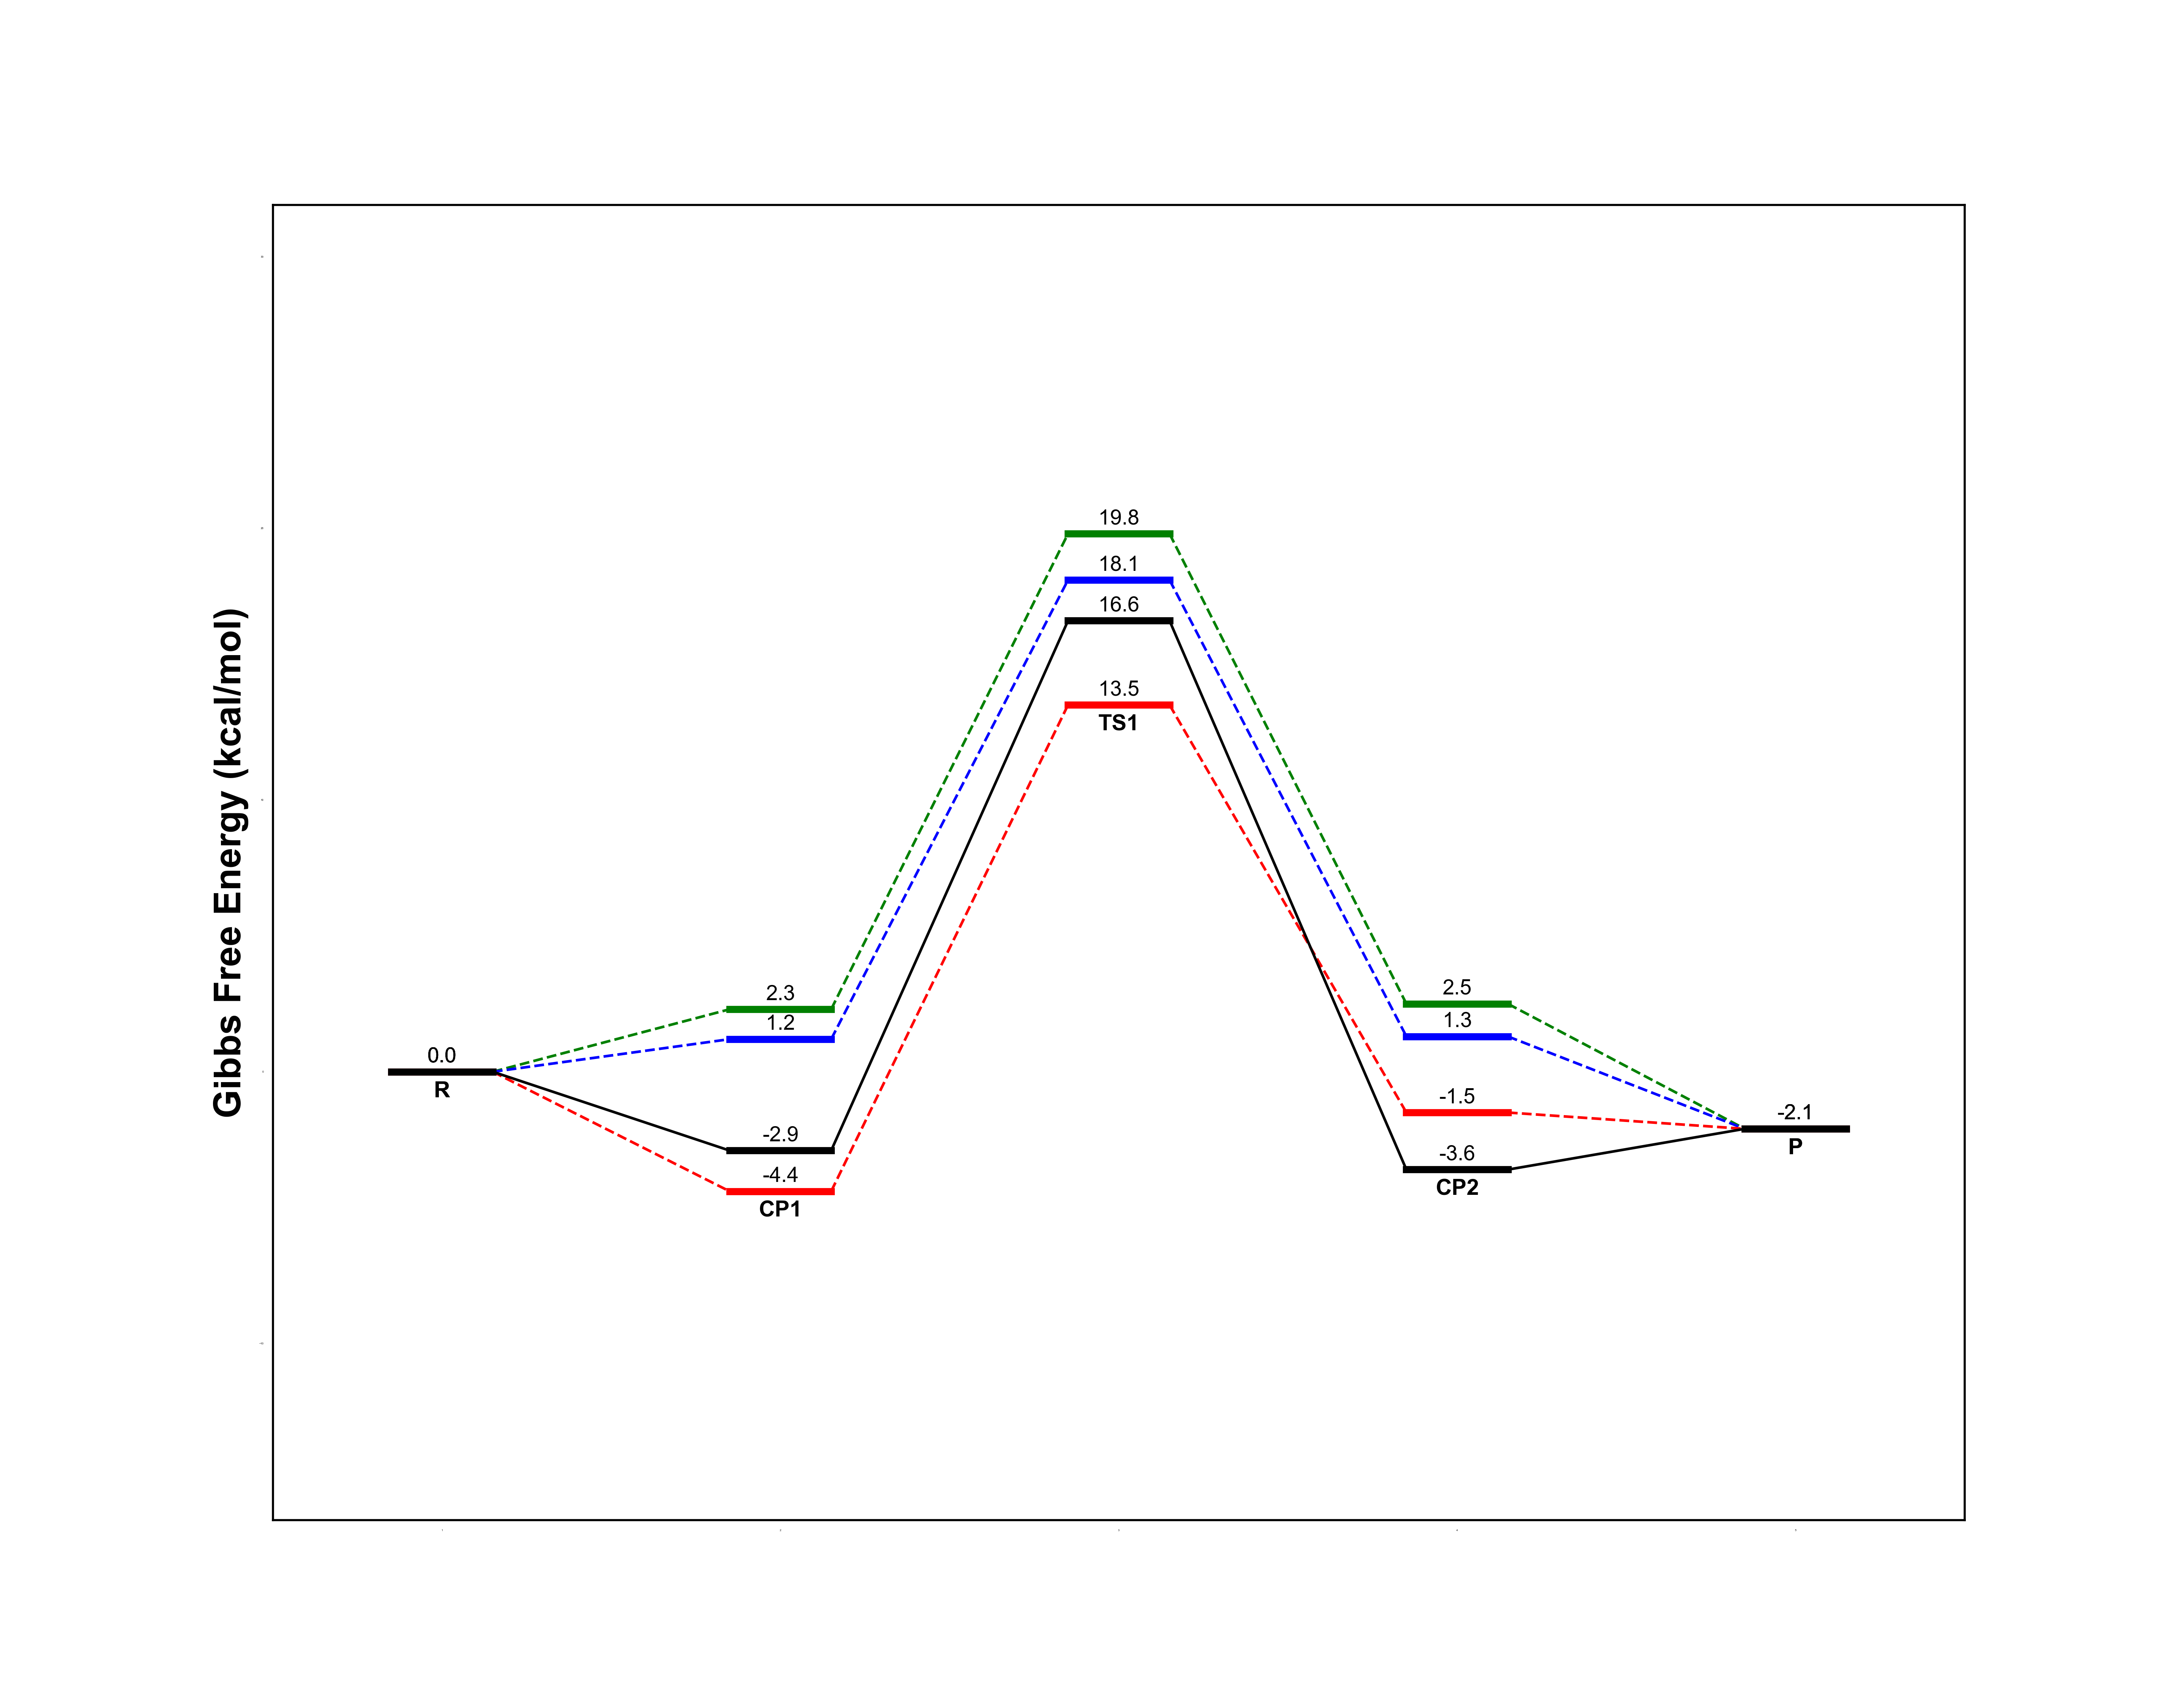 Gibbs Free Energy (kcal/mol)
19.8
18.1
16.6
13.5
TS1
2.3
1.2
0.0
R
-2.9
-4.4
CP1
2.5
1.3
-1.5
-3.6
CP2
-2.1
P